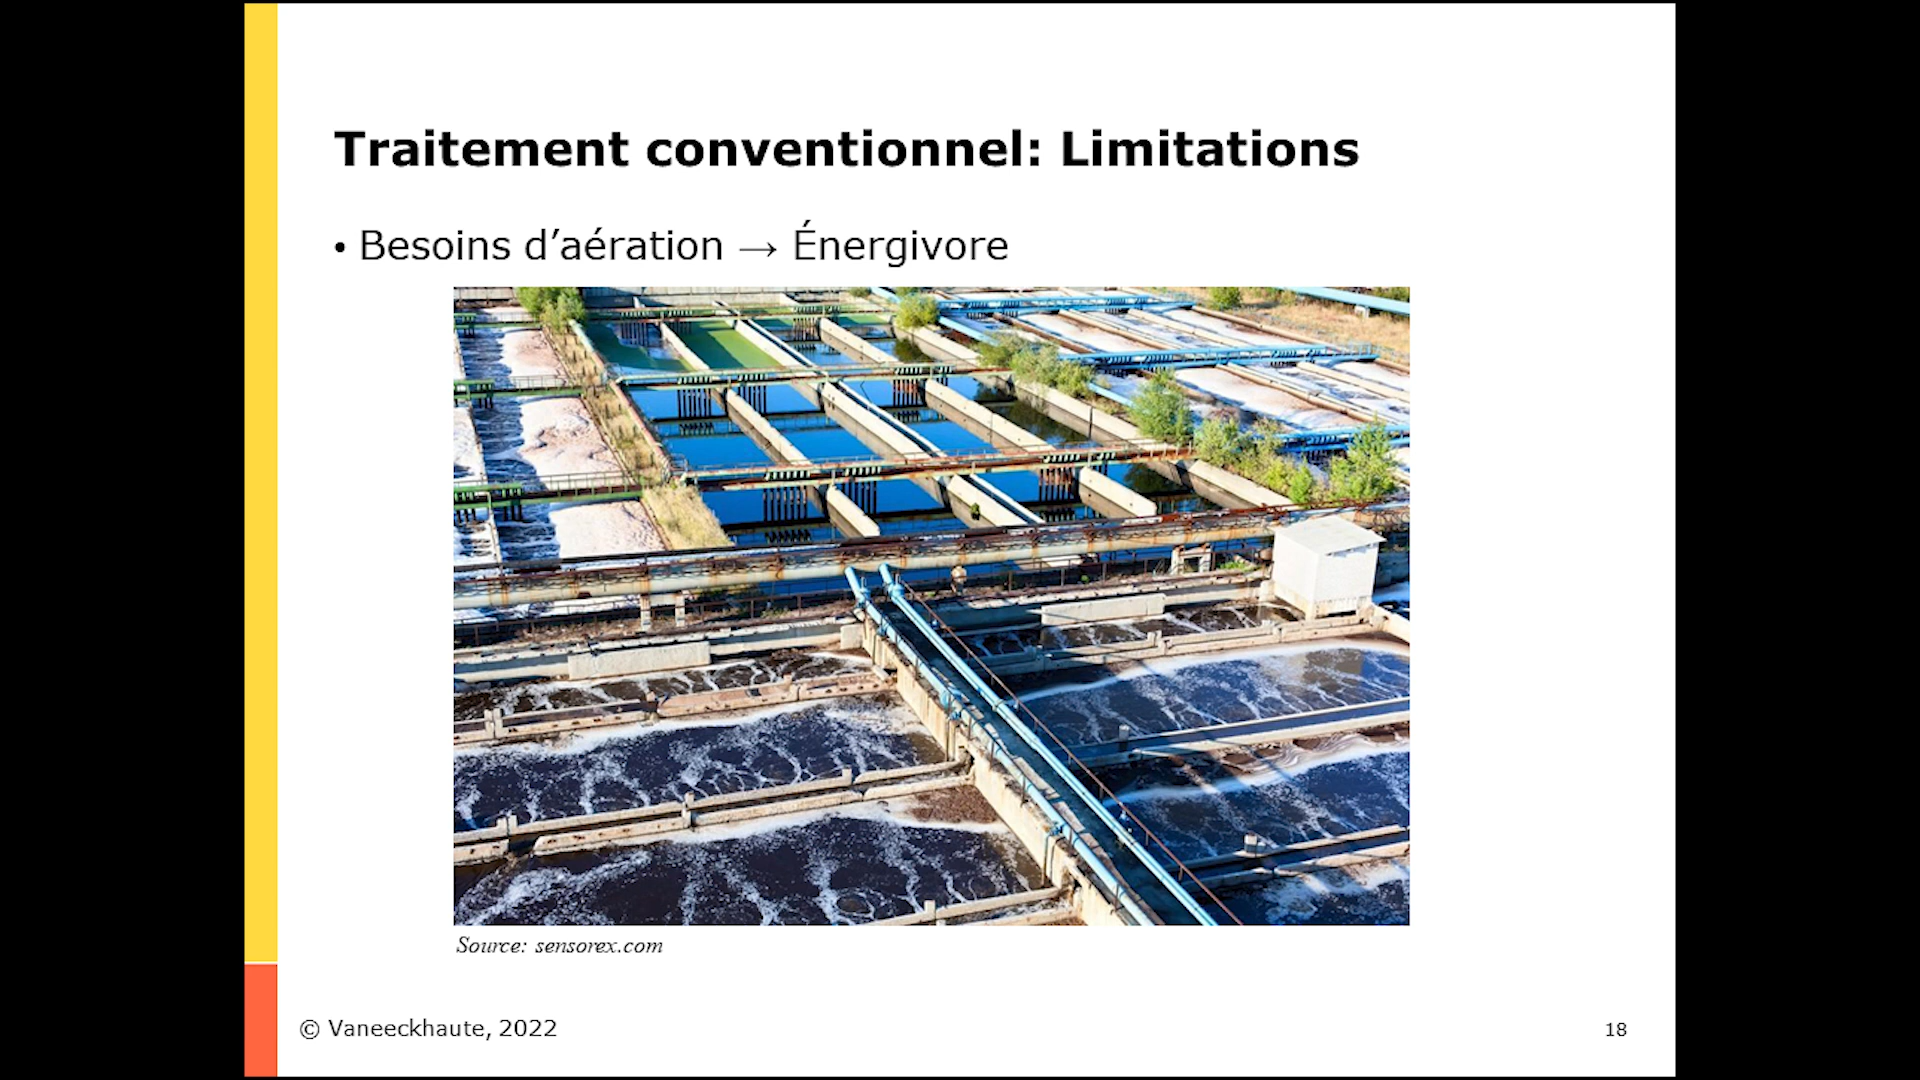 Traitement conventionnel: Limitations
• Besoins d’aération → Énergivore
Source: sensorex.com
© Vaneeckhaute, 2022
18